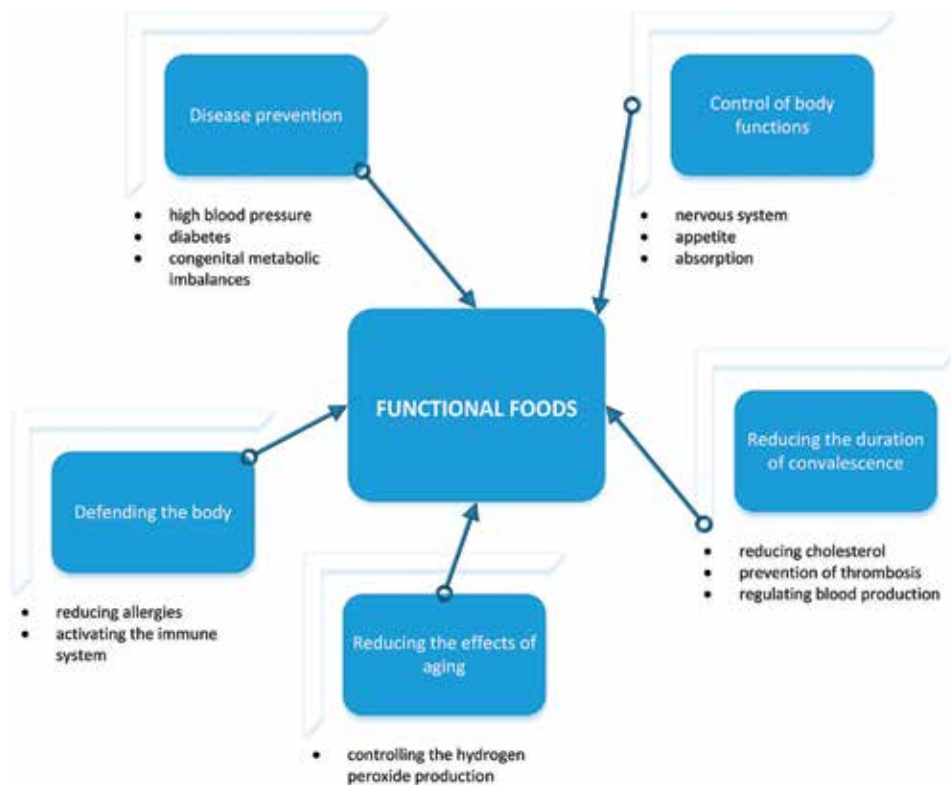 Disease prevention
• high blood pressure
• diabetes
• congenital metabolic
imbalances
Control of body
functions
• nervous system
• appetite
• absorption
FUNCTIONAL FOODS
Reducing the duration
of convalescence
• reducing cholesterol
• prevention of thrombosis
• regulating blood production
Defending the body
• reducing allergies
• activating the immune
system
Reducing the effects of
aging
• controlling the hydrogen
peroxide production